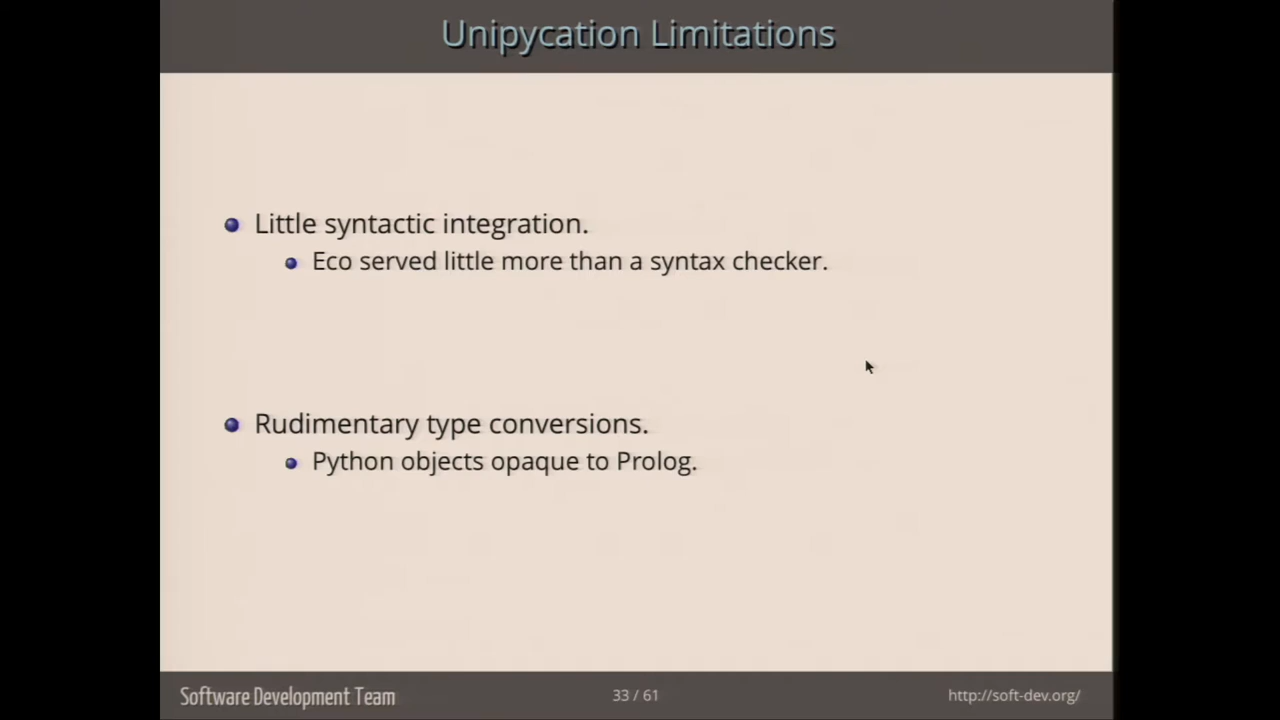 Unipycation Limitations
Little syntactic integration.
Eco served little more than a syntax checker.
Rudimentary type conversions.
Python objects opaque to Prolog.
Software Development Team
33 / 61
http://soft-dev.org/